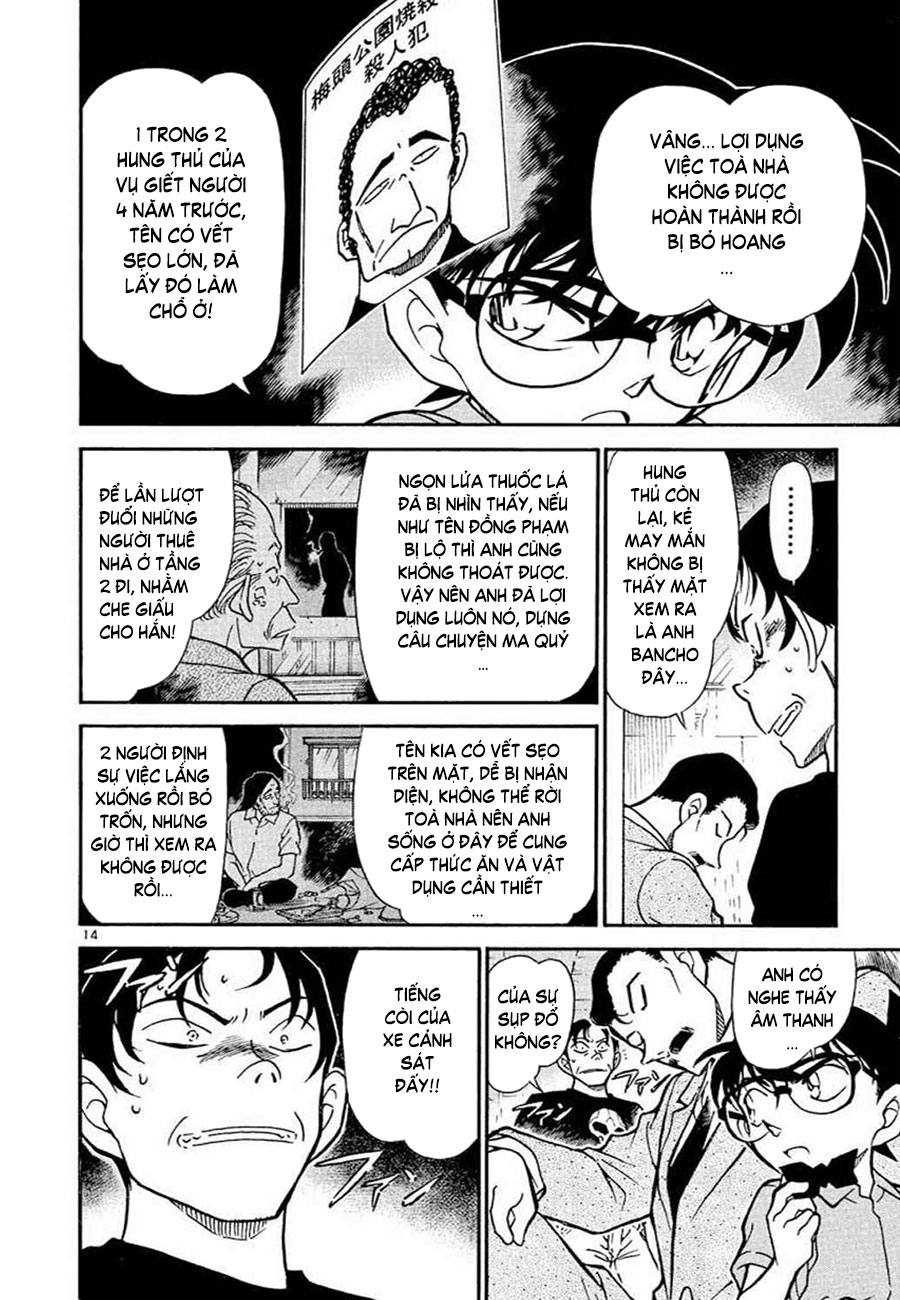 梅頭公園焼殺
殺人犯
VÂNG... LỢI DỤNG
VIỆC TOÀ NHÀ
KHÔNG ĐƯỢC
HOÀN THÀNH RỒI
BỊ BỎ HOANG
...
1 TRONG 2
HUNG THỦ CỦA
VỤ GIẾT NGƯỜI
4 NĂM TRƯỚC,
TÊN CÓ VẾT
SẸO LỚN, ĐÃ
LẤY ĐÓ LÀM
CHỖ Ở!
.........
HUNG
THỦ CÒN
LẠI, KẺ
MAY MẮN
KHÔNG BỊ
THẤY MẶT
XEM RA
LÀ ANH
BANCHO
ĐÂY...
NGỌN LỬA THUỐC LÁ
ĐÃ BỊ NHÌN THẤY, NẾU
NHƯ TÊN ĐỒNG PHẠM
BỊ LỘ THÌ ANH CŨNG
KHÔNG THOÁT ĐƯỢC.
VẬY NÊN ANH ĐÃ LỢI
DỤNG LUÔN NÓ, DỰNG
CÂU CHUYỆN MA QUỶ
...
ĐỂ LẦN LƯỢT
ĐUỔI NHỮNG
NGƯỜI THUÊ
NHÀ Ở TẦNG
2 ĐI, NHẰM
CHE GIẤU
CHO HẮN!
TÊN KIA CÓ VẾT SẸO
TRÊN MẶT, DỄ BỊ NHẬN
DIỆN, KHÔNG THỂ RỜI
TOÀ NHÀ NÊN ANH
SỐNG Ở ĐÂY ĐỂ CUNG
CẤP THỨC ĂN VÀ VẬT
DỤNG CẦN THIẾT
...
2 NGƯỜI ĐỊNH
SỰ VIỆC LẮNG
XUỐNG RỒI BỎ
TRỐN, NHƯNG
GIỜ THÌ XEM RA
KHÔNG ĐƯỢC
RỒI...
14
ANH CÓ
NGHE THẤY
ÂM THANH
...
CỦA SỰ
SỤP ĐỔ
KHÔNG?
TIẾNG
CÒI CỦA
XE CẢNH
SÁT
ĐẤY!!